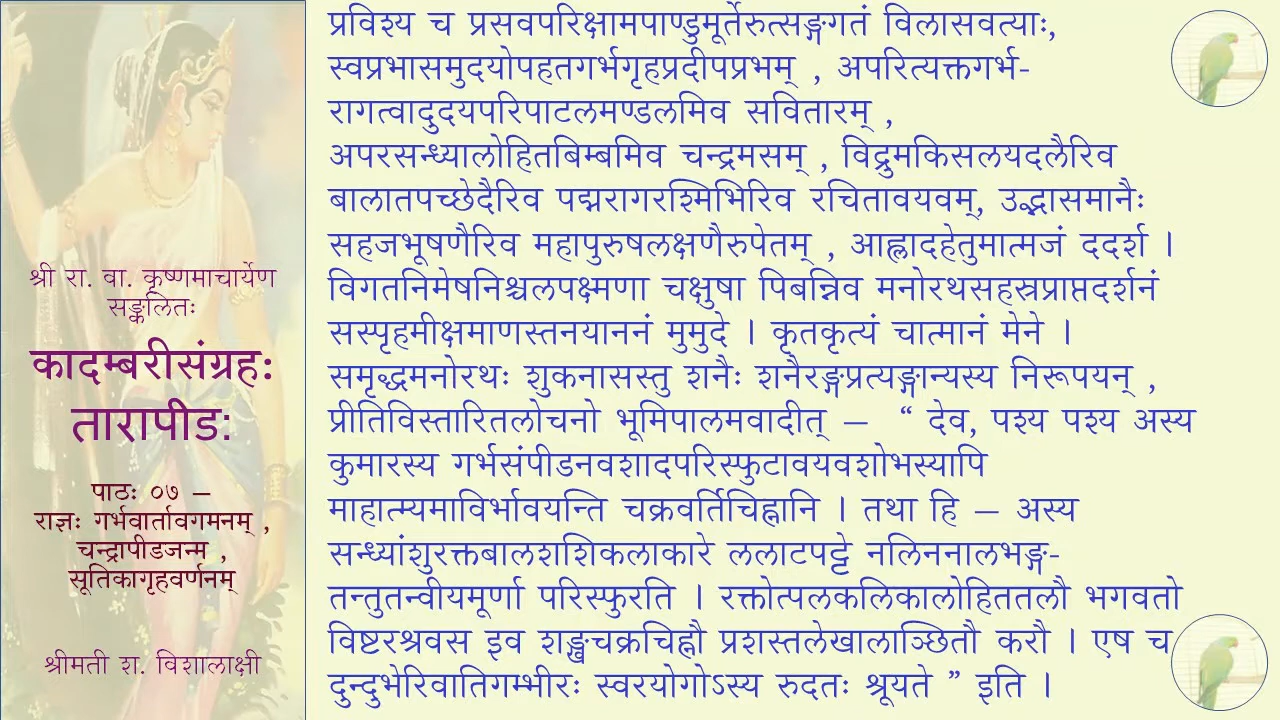 श्री रा. वा. कृष्णमाचार्येण
सङ्कलितः
कादम्बरीसंग्रहः
तारापीडः
पाठः ०७ –
राज्ञः गर्भवार्तावगमनम् ,
चन्द्रापीडजन्म ,
सूतिकागृहवर्णनम्
श्रीमती श. विशालाक्षी
प्रविश्य च प्रसवपरिक्षामपाण्डुमूर्तेरुत्सङ्गगतं विलासवत्याः,
स्वप्रभासमुदयोपहतगर्भगृहप्रदीपप्रभम् , अपरित्यक्तगर्भ-
रागत्वादुदयपरिपाटलमण्डलमिव सवितारम् ,
अपरसन्ध्यालोहितबिम्बमिव चन्द्रमसम् , विद्रुमकिसलयदलैरिव
बालातपच्छेदैरिव पद्मरागरश्मिभिरिव रचितावयवम्, उद्भासमानैः
सहजभूषणैरिव महापुरुषलक्षणैरुपेतम् , आह्लादहेतुमात्मजं ददर्श ।
विगतनिमेषनिश्चलपक्ष्मणा चक्षुषा पिबन्निव मनोरथसहस्रप्राप्तदर्शनं
सस्पृहमीक्षमाणस्तनयाननं मुमुदे । कृतकृत्यं चात्मानं मेने ।
समृद्धमनोरथः शुकनासस्तु शनैः शनैरङ्गप्रत्यङ्गान्यस्य निरूपयन् ,
प्रीतिविस्तारितलोचनो भूमिपालमवादीत् – “ देव, पश्य पश्य अस्य
कुमारस्य गर्भसंपीडनवशादपरिस्फुटावयवशोभस्यापि
माहात्म्यमाविर्भावयन्ति चक्रवर्तिचिह्नानि । तथा हि – अस्य
सन्ध्यांशुरक्तबालशशिकलाकारे ललाटपट्टे नलिननालभङ्ग-
तन्तुतन्वीयमूर्णा परिस्फुरति । रक्तोत्पलकलिकालोहिततलौ भगवतो
विष्टरश्रवस इव शङ्खचक्रचिह्नौ प्रशस्तलेखालाञ्छितौ करौ । एष च
दुन्दुभेरिवातिगम्भीरः स्वरयोगोऽस्य रुदतः श्रूयते ” इति ।